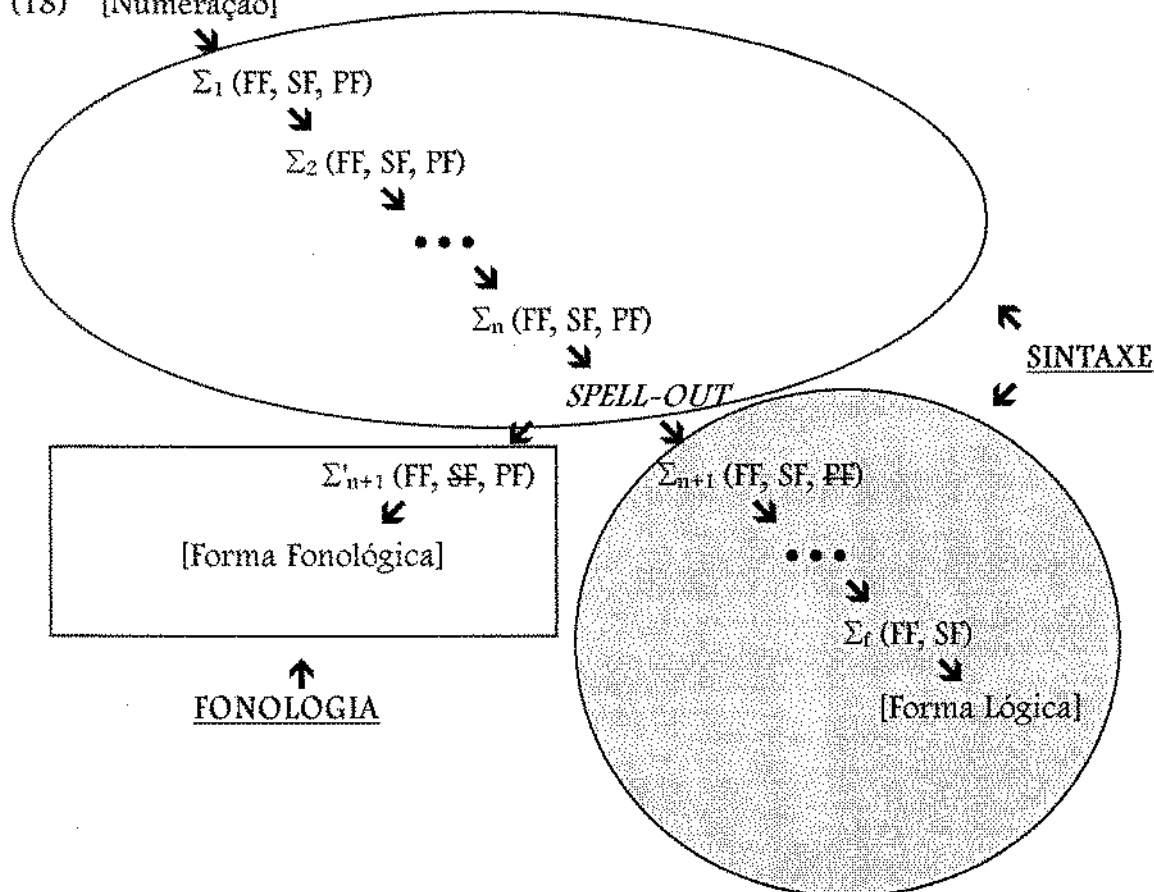 (18) [Numeração]
Σ₁ (FF, SF, PF)
Σ₂ (FF, SF, PF)
•••
Σₙ (FF, SF, PF)
SPELL-OUT
SINTAXE
Σ'ₙ₊₁ (FF, SF, PF)
Σₙ₊₁ (FF, SF, PF)
[Forma Fonológica]
•••
Σf (FF, SF)
[Forma Lógica]
FONOLOGIA